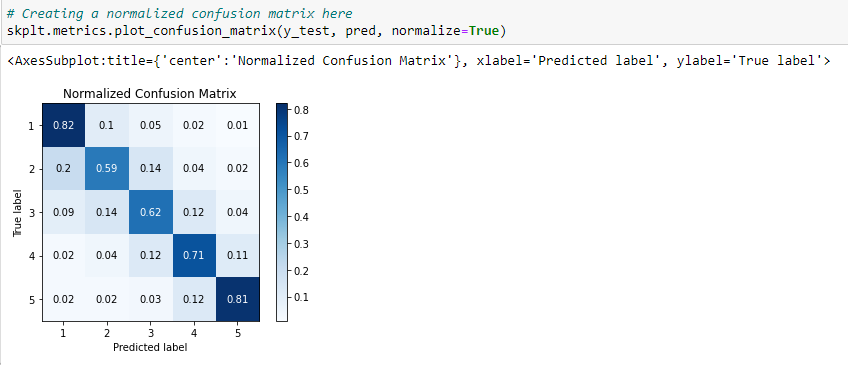 # Creating a normalized confusion matrix here
skplt.metrics.plot_confusion_matrix(y_test, pred, normalize=True)
<AxesSubplot:title={'center':'Normalized Confusion Matrix'}, xlabel='Predicted label', ylabel='True label'>
Normalized Confusion Matrix
True label
1 0.82 0.1 0.05 0.02 0.01
2 0.2 0.59 0.14 0.04 0.02
3 0.09 0.14 0.62 0.12 0.04
4 0.02 0.04 0.12 0.71 0.11
5 0.02 0.02 0.03 0.12 0.81
1 2 3 4 5
Predicted label
0.8
0.7
0.6
0.5
0.4
0.3
0.2
0.1